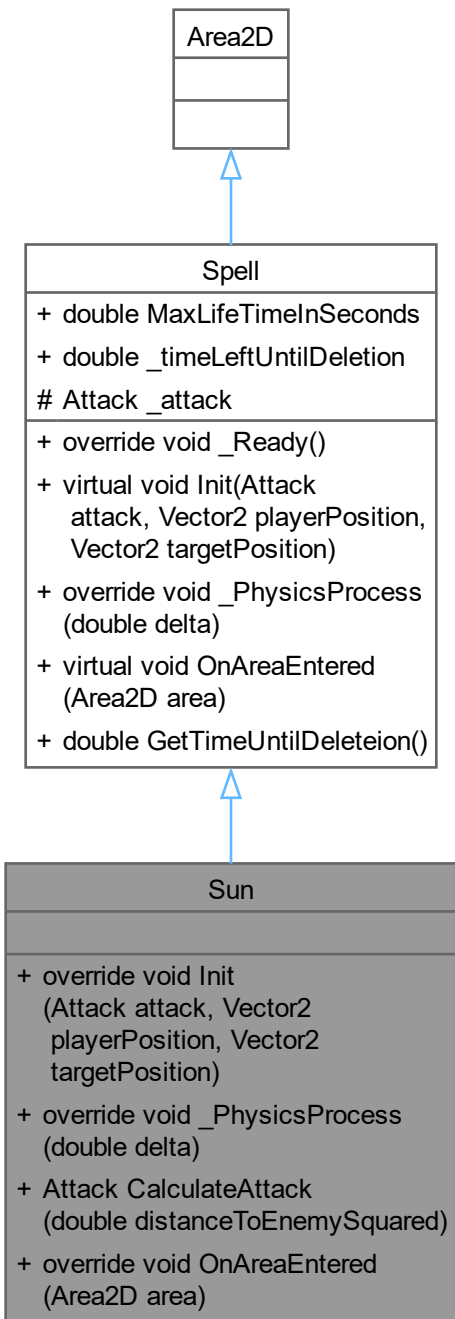 Area2D
Spell
+ double MaxLifeTimeInSeconds
+ double _timeLeftUntilDeletion
# Attack _attack
+ override void _Ready()
+ virtual void Init(Attack
attack, Vector2 playerPosition,
Vector2 targetPosition)
+ override void _PhysicsProcess
(double delta)
+ virtual void OnAreaEntered
(Area2D area)
+ double GetTimeUntilDeleteion()
Sun
+ override void Init
(Attack attack, Vector2
playerPosition, Vector2
targetPosition)
+ override void _PhysicsProcess
(double delta)
+ Attack CalculateAttack
(double distanceToEnemySquared)
+ override void OnAreaEntered
(Area2D area)